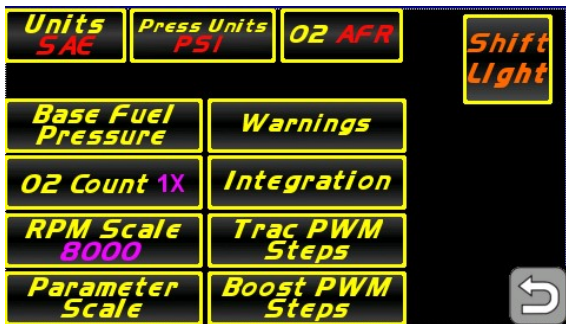 Units
SAE
Press Units
PSI
O2 AFR
Shift
LIght
Base Fuel
Pressure
Warnings
O2 Count 1X
Integration
RPM Scale
8000
Trac PWM
Steps
Parameter
Scale
Boost PWM
Steps